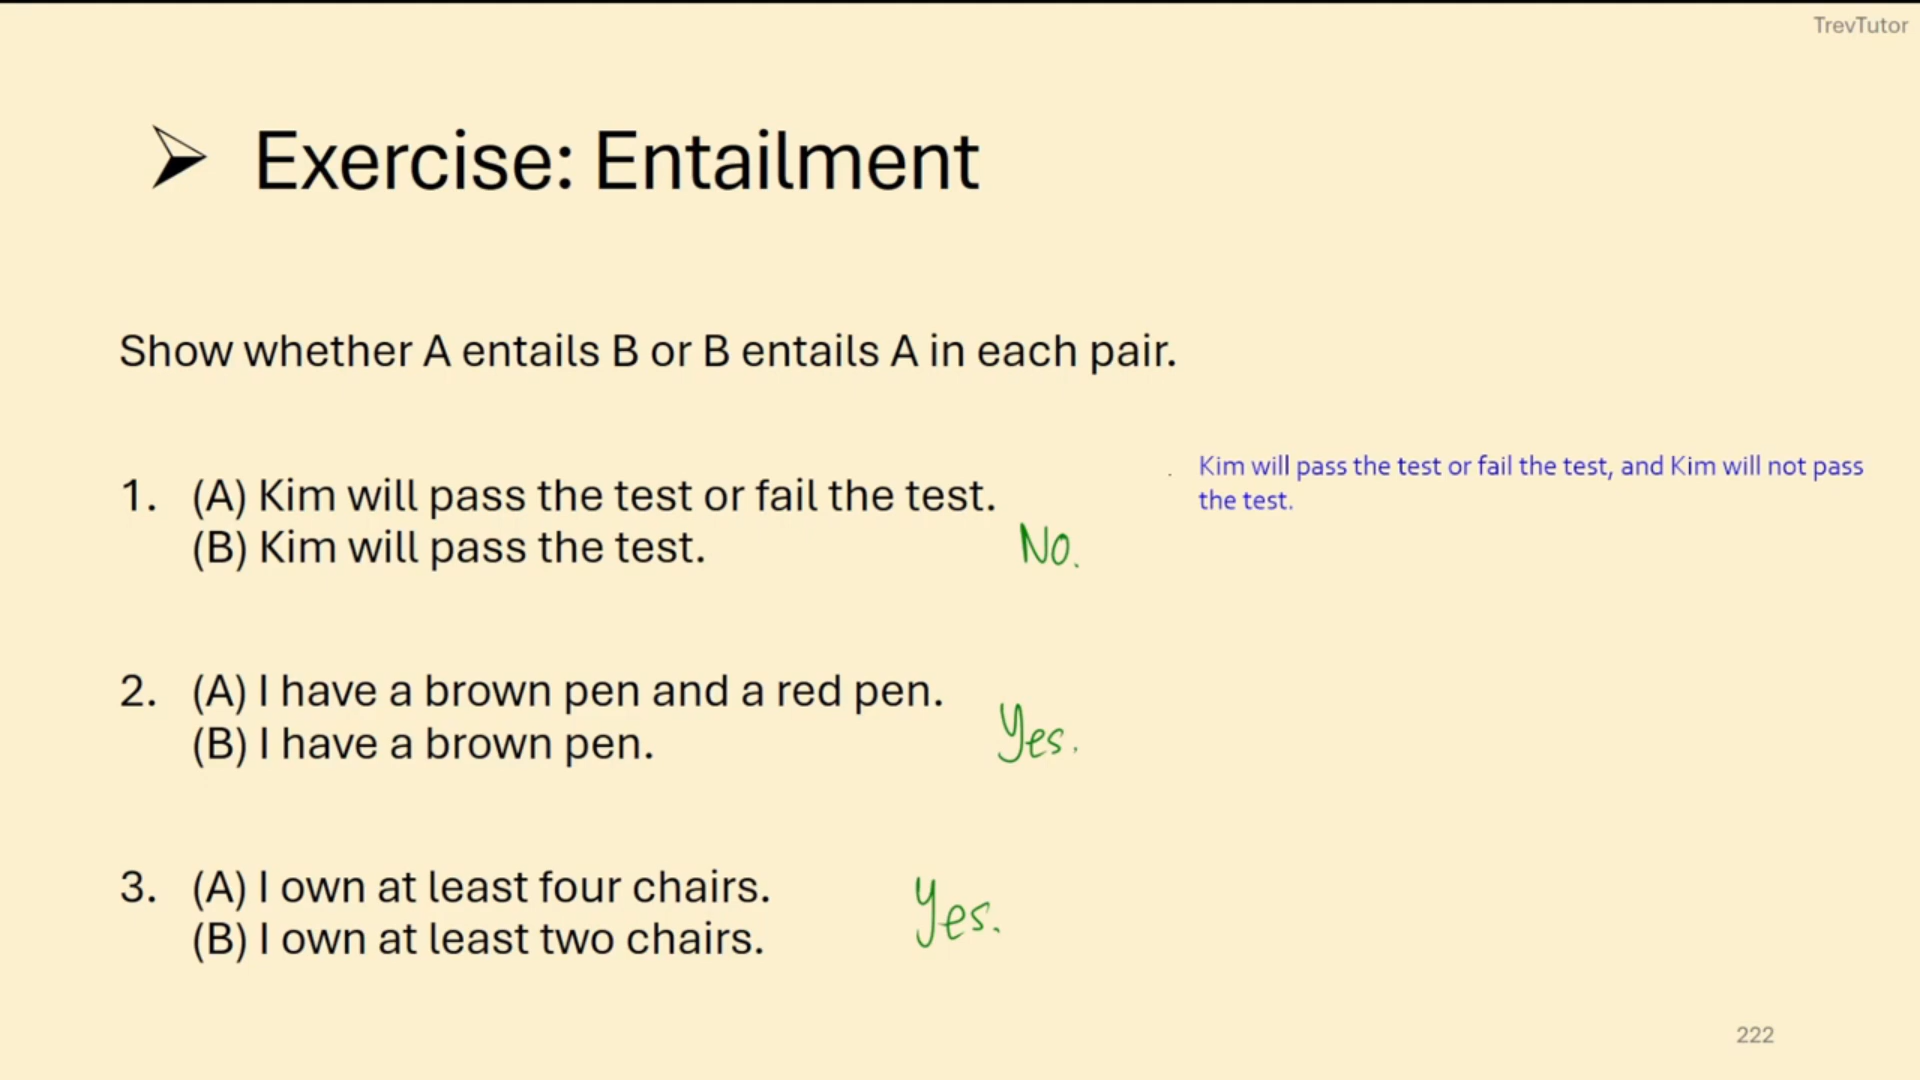 TrevTutor
Exercise: Entailment
Show whether A entails B or B entails A in each pair.
1. (A) Kim will pass the test or fail the test.
(B) Kim will pass the test.
No.
Kim will pass the test or fail the test, and Kim will not pass
the test.
2. (A) I have a brown pen and a red pen.
(B) I have a brown pen.
Yes.
3. (A) I own at least four chairs.
(B) I own at least two chairs.
Yes.
222